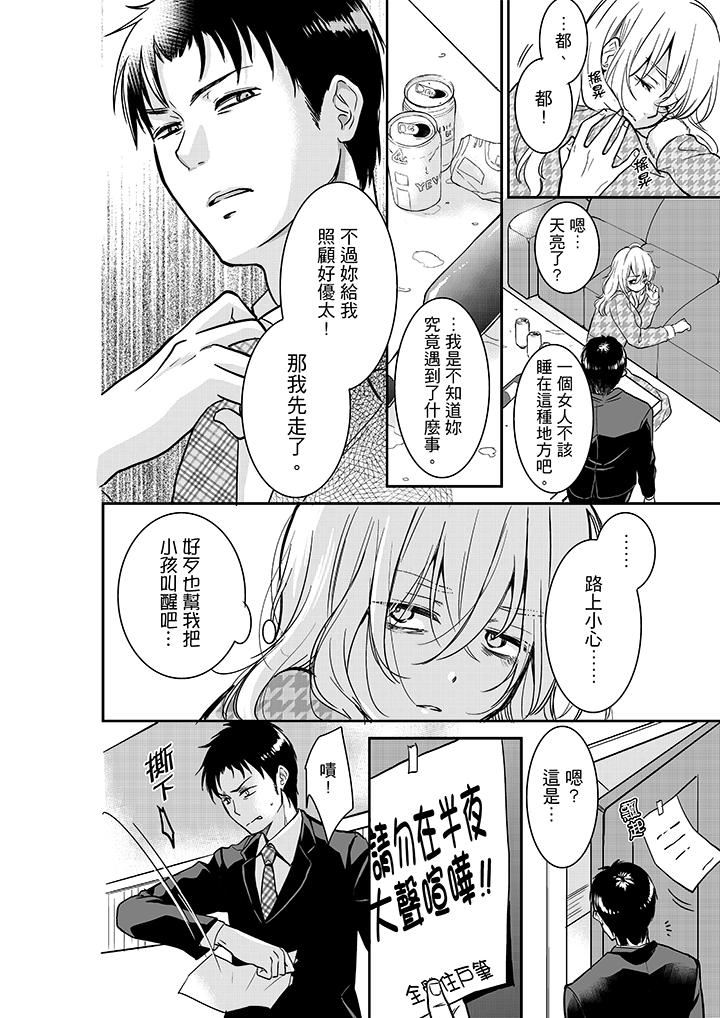 …都、
都！
搖晃
搖晃
嗯…
天亮了？
一個女人不該
睡在這種地方吧。
…我是不知道妳
究竟遇到了什麼事。
YEV
不過妳給我
照顧好優太！
那我先走了。
……
路上小心……
好歹也幫我把
小孩叫醒吧…
嗯？
這是…
請勿在半夜
大聲喧嘩!!
住戶筆
嘖！
撕下